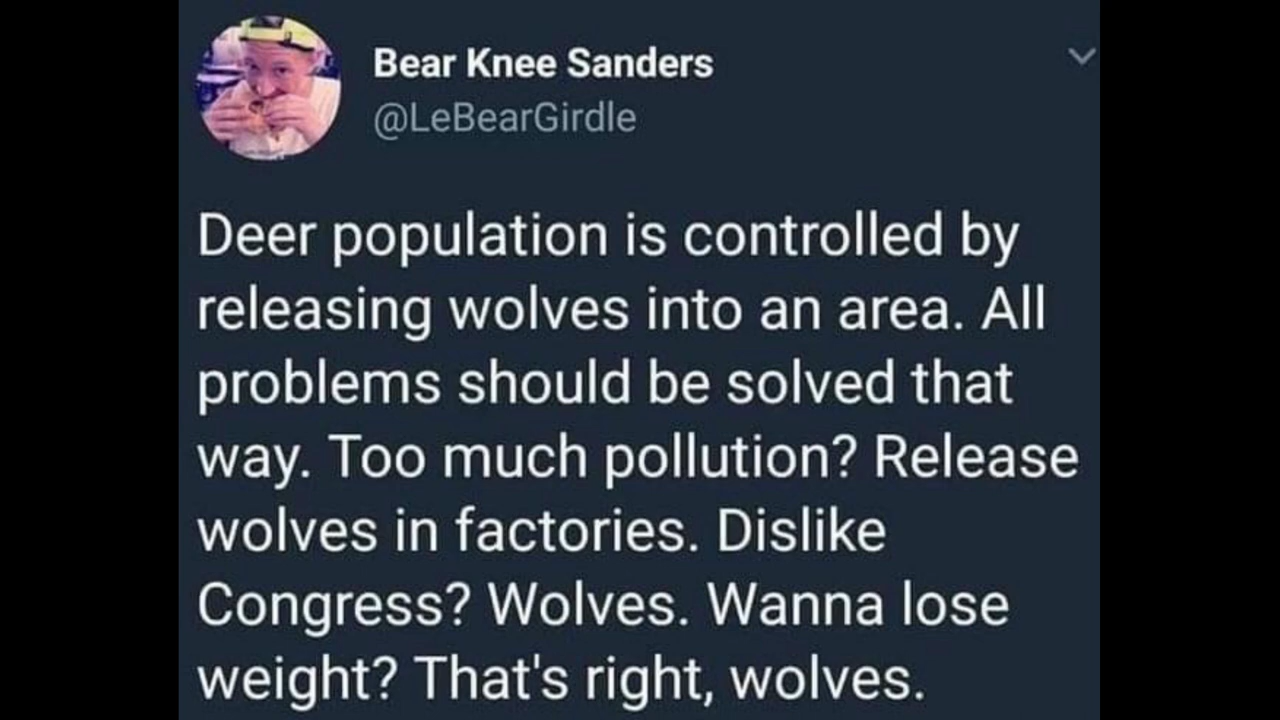 Bear Knee Sanders
@LeBearGirdle
Deer population is controlled by
releasing wolves into an area. All
problems should be solved that
way. Too much pollution? Release
wolves in factories. Dislike
Congress? Wolves. Wanna lose
weight? That's right, wolves.